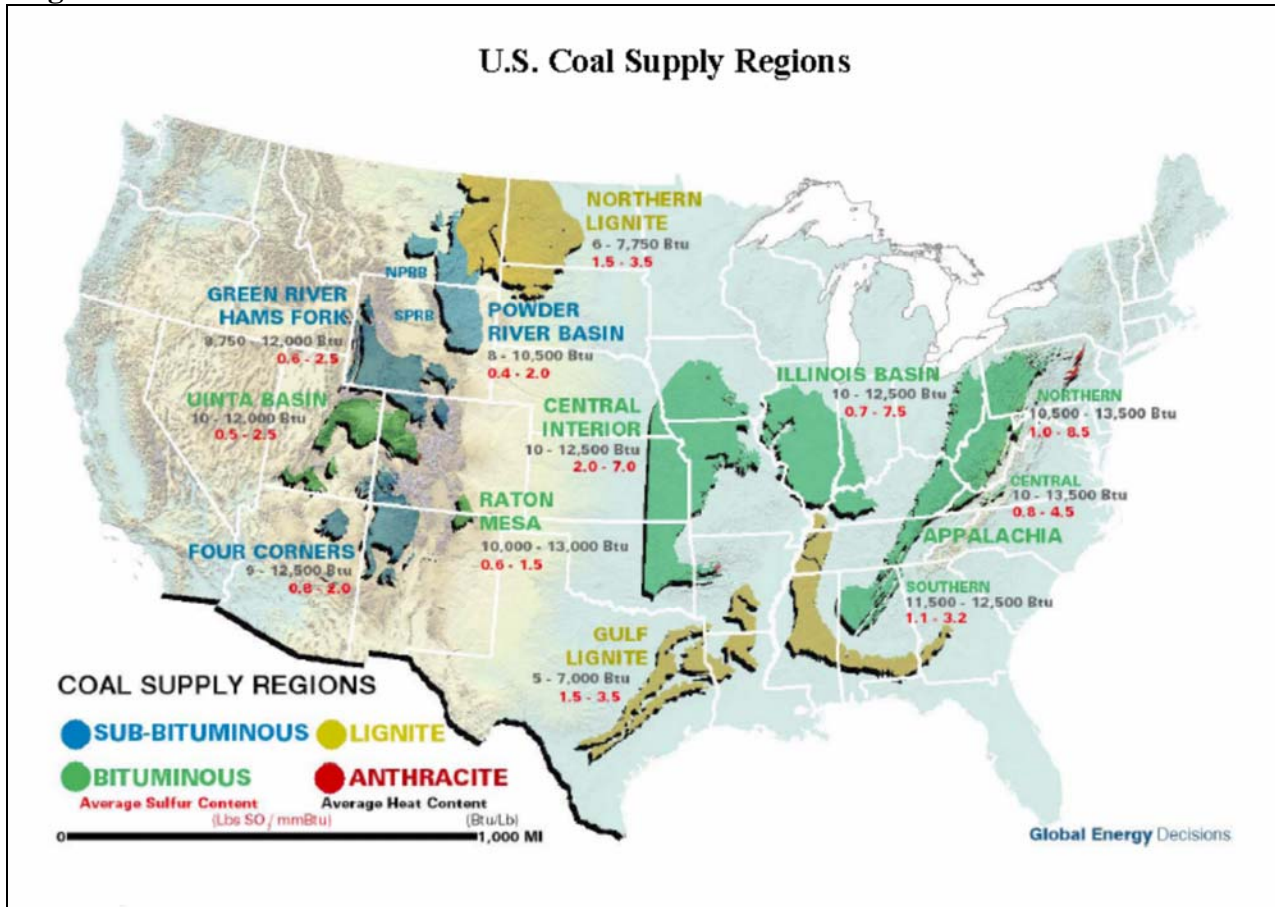 U.S. Coal Supply Regions
NORTHERN
LIGNITE
6 - 7,750 Btu
1.5 - 3.5
NPRB
SPRB
GREEN RIVER
HAMS FORK
12,000 Btu
0.6 - 2.5
POWDER
RIVER BASIN
8 - 10,500 Btu
0.4 - 2.0
UINTA BASIN
10 - 12,000 Btu
0.5 - 2.5
CENTRAL
INTERIOR
10 - 12,500 Btu
2.0 - 7.0
ILLINOIS BASIN
10 - 12,500 Btu
0.7 - 7.5
NORTHERN
10,500 - 13,500 Btu
1.0 - 8.5
CENTRAL
10 - 13,500 Btu
0.8 - 4.5
APPALACHIA
SOUTHERN
11,500 - 12,500 Btu
1.1 - 3.2
RATON
MESA
10,000 - 13,000 Btu
0.6 - 1.5
FOUR CORNERS
9 - 12,500 Btu
0.8 - 2.0
GULF
LIGNITE
5 - 7,000 Btu
1.5 - 3.5
COAL SUPPLY REGIONS
SUB-BITUMINOUS
LIGNITE
BITUMINOUS
ANTHRACITE
Average Sulfur Content
(Lbs SO / mmBtu)
Average Heat Content
(Btu/Lb)
0
1,000 MI
Global Energy Decisions